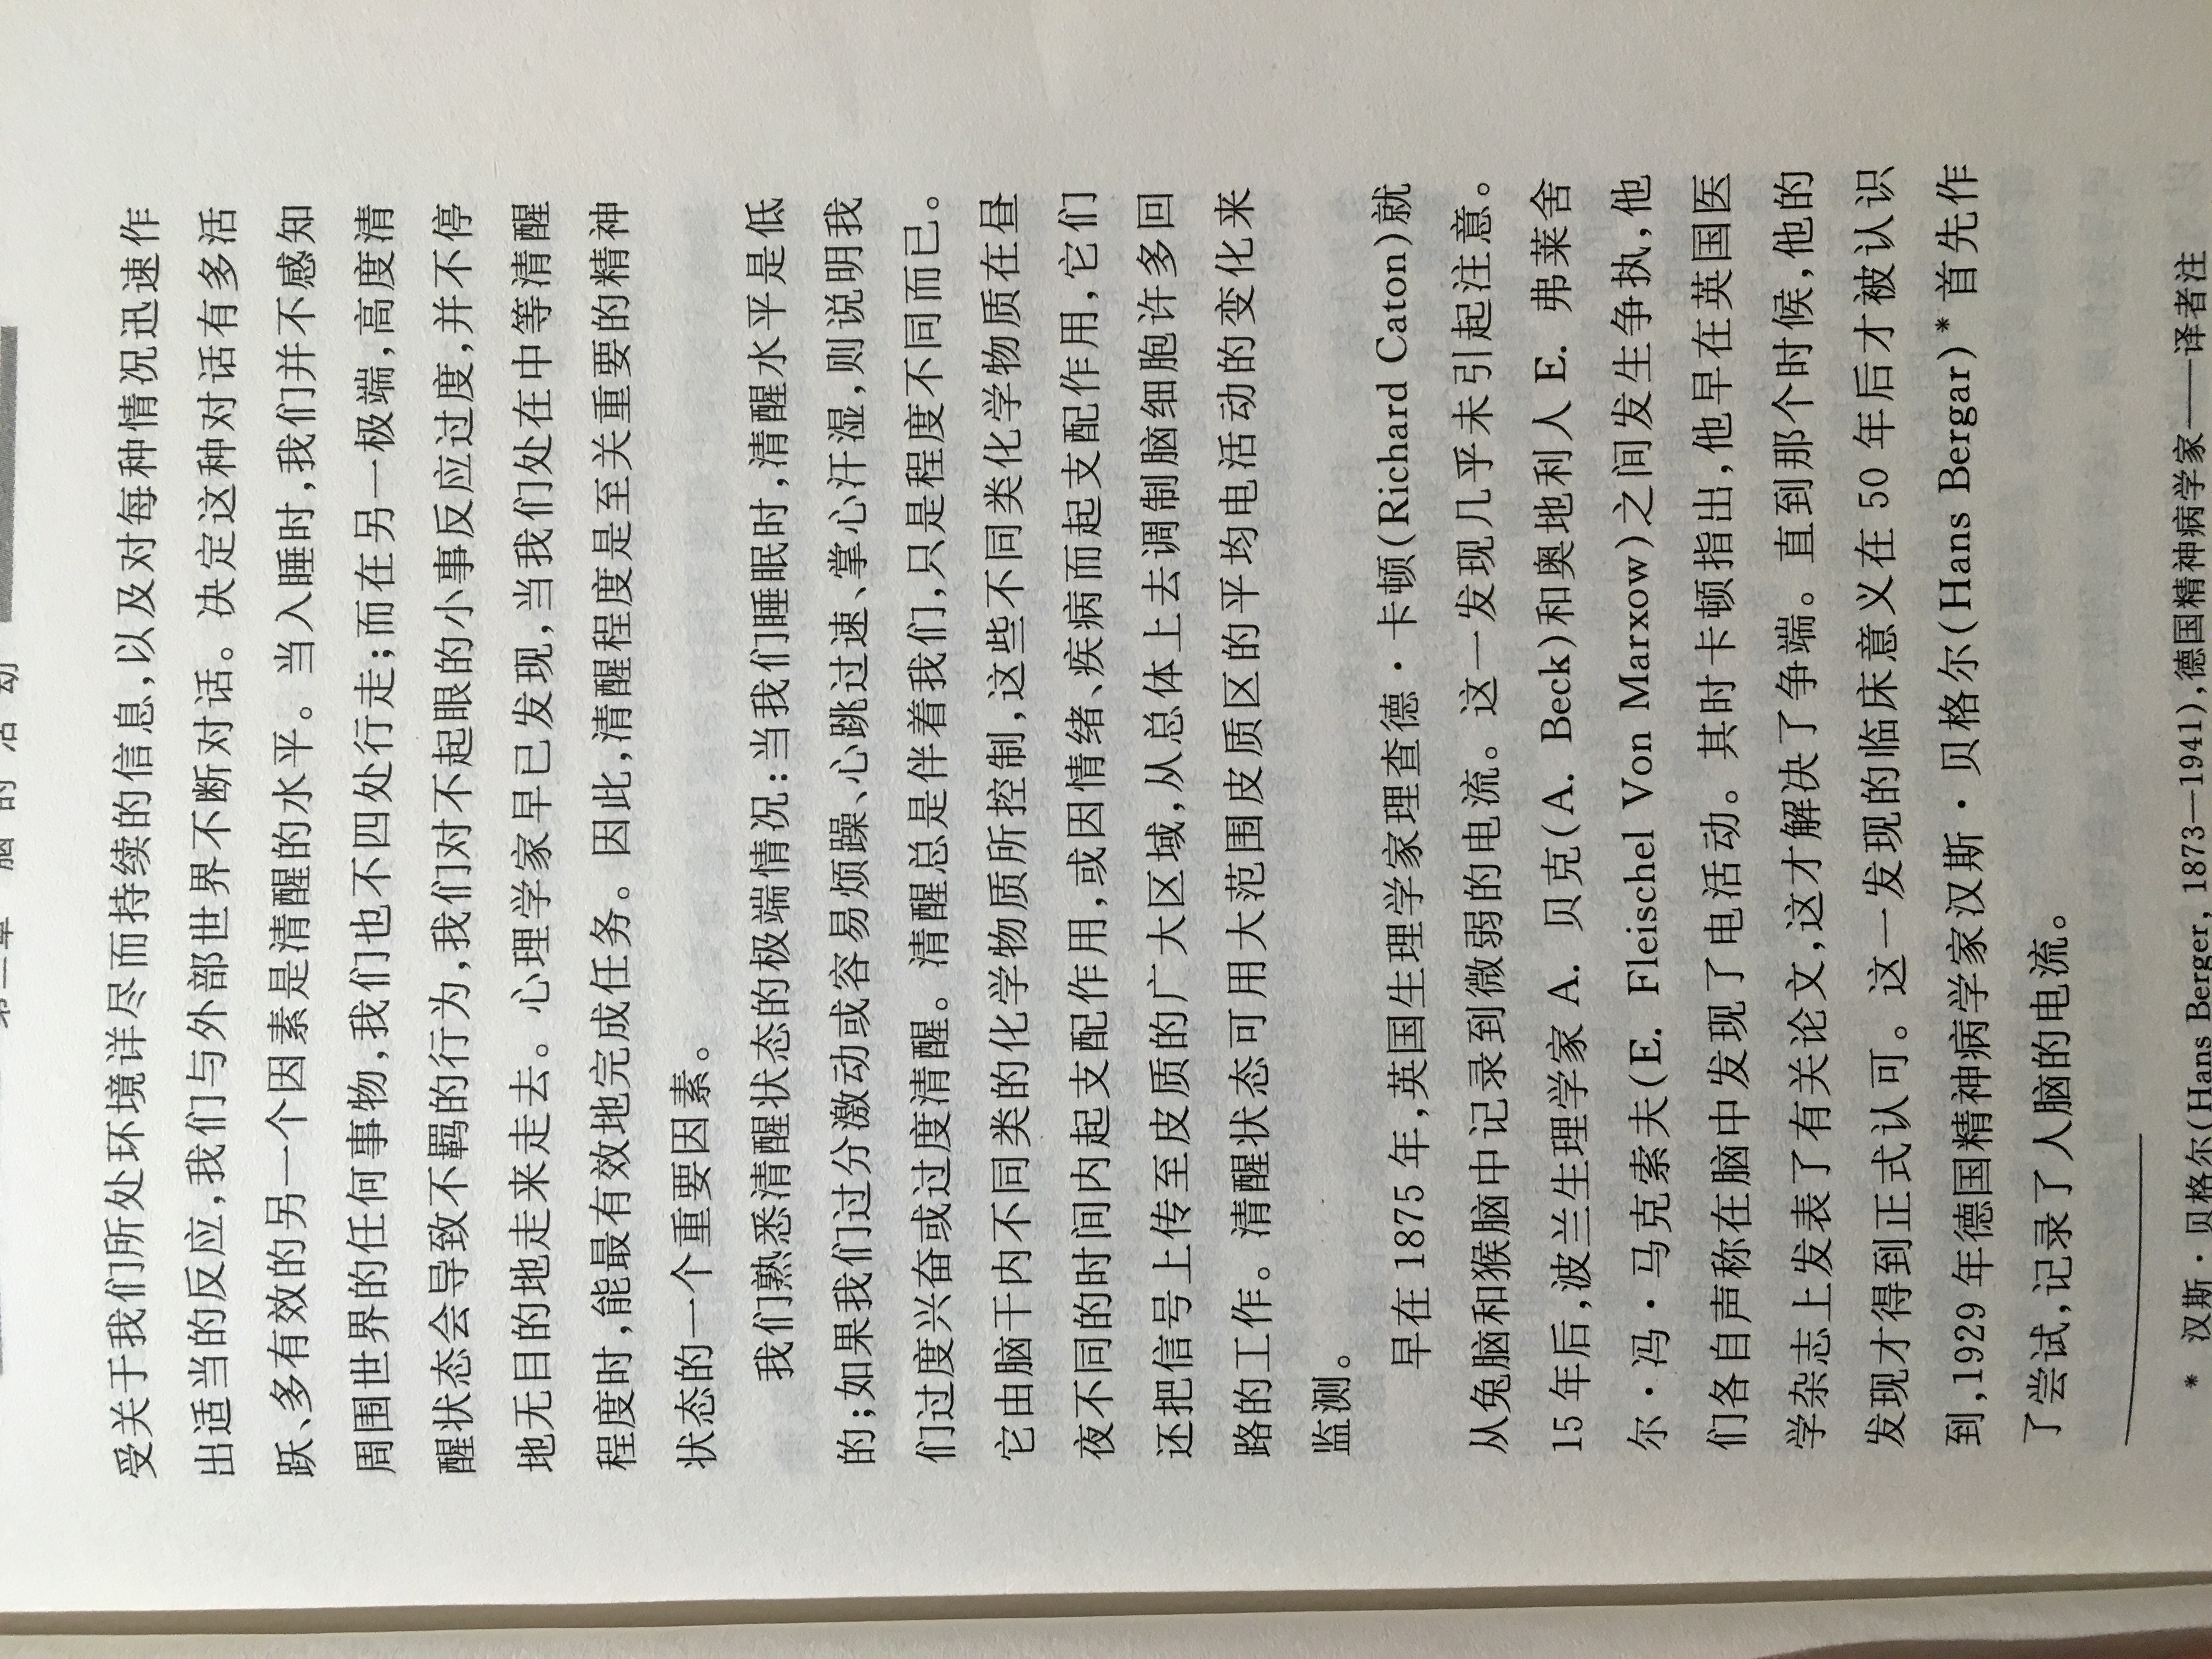 脑的活动
受关于我们所处环境详尽而持续的信息,以及对每种情况迅速作
出适当的反应,我们与外部世界不断对话。决定这种对话有多活
跃、多有效的另一个因素是清醒的水平。当入睡时,我们并不感知
周围世界的任何事物,我们也不四处行走;而在另一极端,高度清
醒状态会导致不羁的行为,我们对不起眼的小事反应过度,并不停
地无目的地走来走去。心理学家早已发现,当我们处在中等清醒
程度时,能最有效地完成任务。因此,清醒程度是至关重要的精神
状态的一个重要因素。
我们熟悉清醒状态的极端情况:当我们睡眠时,清醒水平是低
的;如果我们过分激动或容易烦躁、心跳过速、掌心汗湿,则说明我
们过度兴奋或过度清醒。清醒总是伴着我们,只是程度不同而已。
它由脑干内不同类的化学物质所控制,这些不同类化学物质在昼
夜不同的时间内起支配作用,或因情绪、疾病而起支配作用,它们
还把信号上传至皮质的广大区域,从总体上去调制脑细胞许多回
路的工作。清醒状态可用大范围皮质区的平均电活动的变化来
监测。
早在 1875 年,英国生理学家理查德·卡顿(Richard Caton)就
从兔脑和猴脑中记录到微弱的电流。这一发现几乎未引起注意。
15 年后,波兰生理学家 A. 贝克(A. Beck)和奥地利人 E. 弗莱舍
尔·冯·马克索夫(E. Fleischel Von Marxow)之间发生争执,他
们各自声称在脑中发现了电活动。其时卡顿指出,他早在英国医
学杂志上发表了有关论文,这才解决了争端。直到那个时候,他的
发现才得到正式认可。这一发现的临床意义在 50 年后才被认识
到,1929 年德国精神病学家汉斯·贝格尔(Hans Bergar)* 首先作
了尝试,记录了人脑的电流。
* 汉斯·贝格尔(Hans Berger, 1873—1941),德国精神病学家——译者注